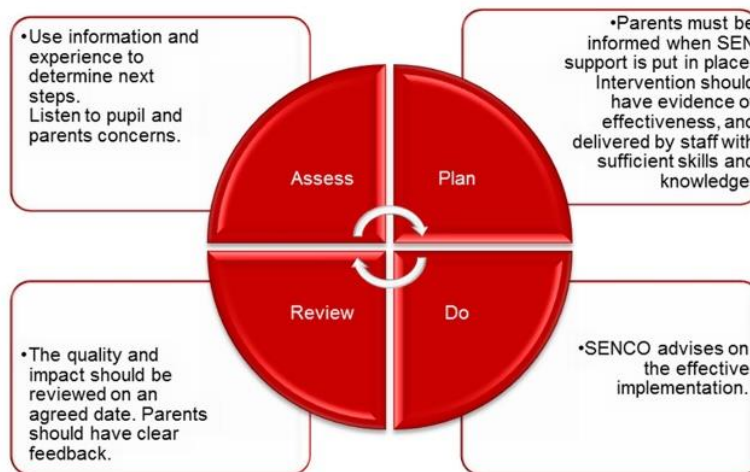 •Use information and
experience to
determine next
steps.
Listen to pupil and
parents concerns.
•Parents must be
informed when SEN
support is put in place.
Intervention should
have evidence of
effectiveness, and
delivered by staff with
sufficient skills and
knowledge.
Assess
Plan
Review
Do
•The quality and
impact should be
reviewed on an
agreed date. Parents
should have clear
feedback.
•SENCO advises on
the effective
implementation.